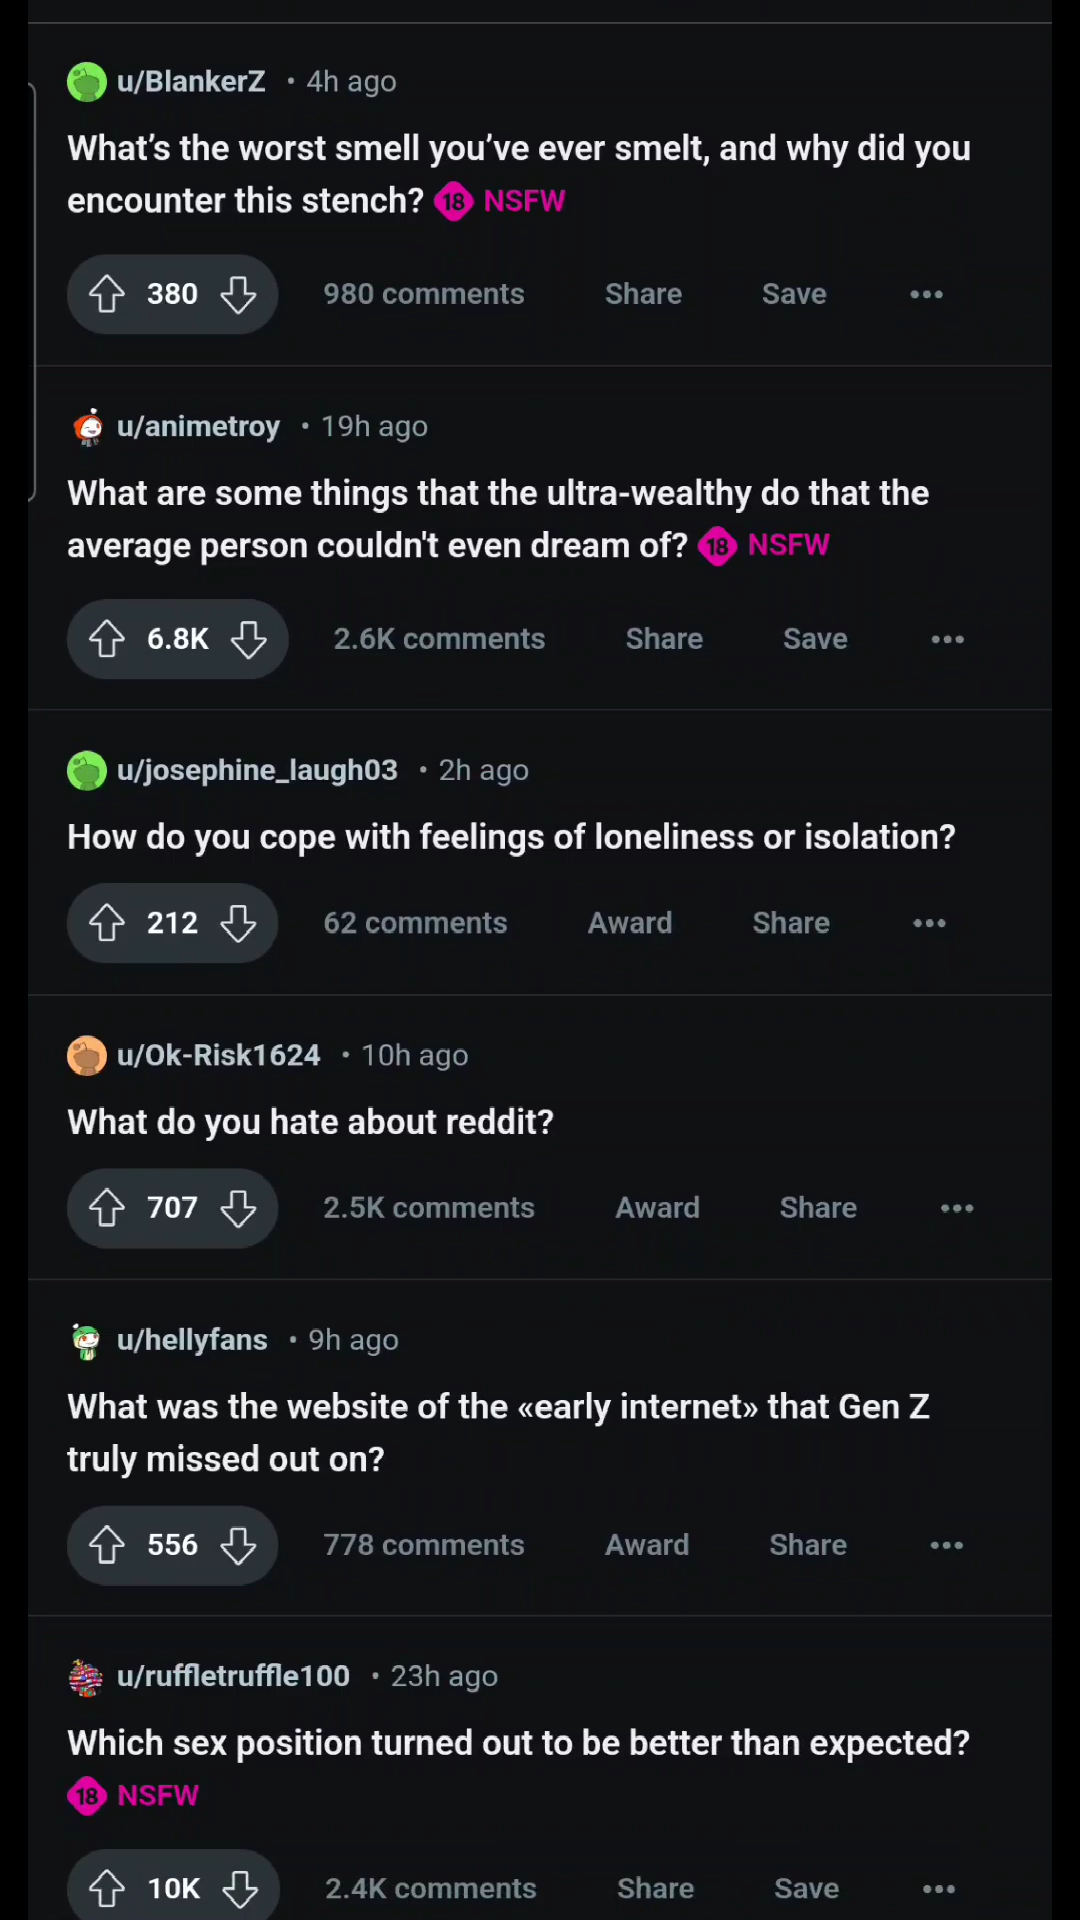 u/BlankerZ • 4h ago
What’s the worst smell you’ve ever smelt, and why did you
encounter this stench? 18 NSFW
380 980 comments Share Save •••
u/animetroy • 19h ago
What are some things that the ultra-wealthy do that the
average person couldn't even dream of? 18 NSFW
6.8K 2.6K comments Share Save •••
u/josephine_laugh03 • 2h ago
How do you cope with feelings of loneliness or isolation?
212 62 comments Award Share •••
u/Ok-Risk1624 • 10h ago
What do you hate about reddit?
707 2.5K comments Award Share •••
u/hellyfans • 9h ago
What was the website of the «early internet» that Gen Z
truly missed out on?
556 778 comments Award Share •••
u/ruffletruffle100 • 23h ago
Which sex position turned out to be better than expected?
18 NSFW
10K 2.4K comments Share Save •••